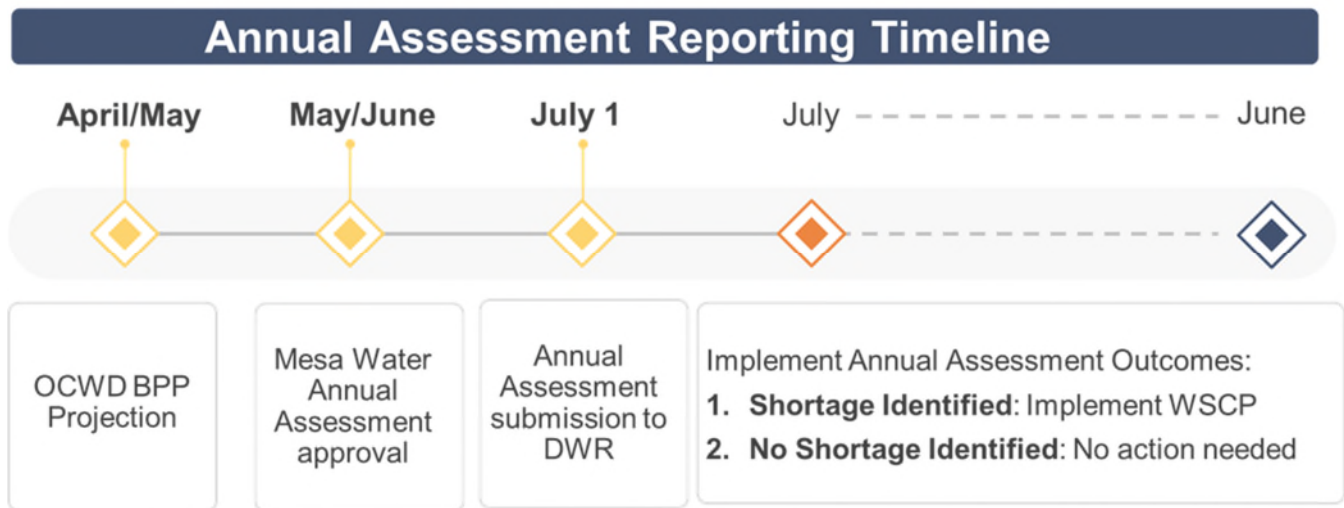 Annual Assessment Reporting Timeline
April/May
May/June
July 1
July
June
OCWD BPP
Projection
Mesa Water
Annual
Assessment
approval
Annual
Assessment
submission to
DWR
Implement Annual Assessment Outcomes:
1. Shortage Identified: Implement WSCP
2. No Shortage Identified: No action needed